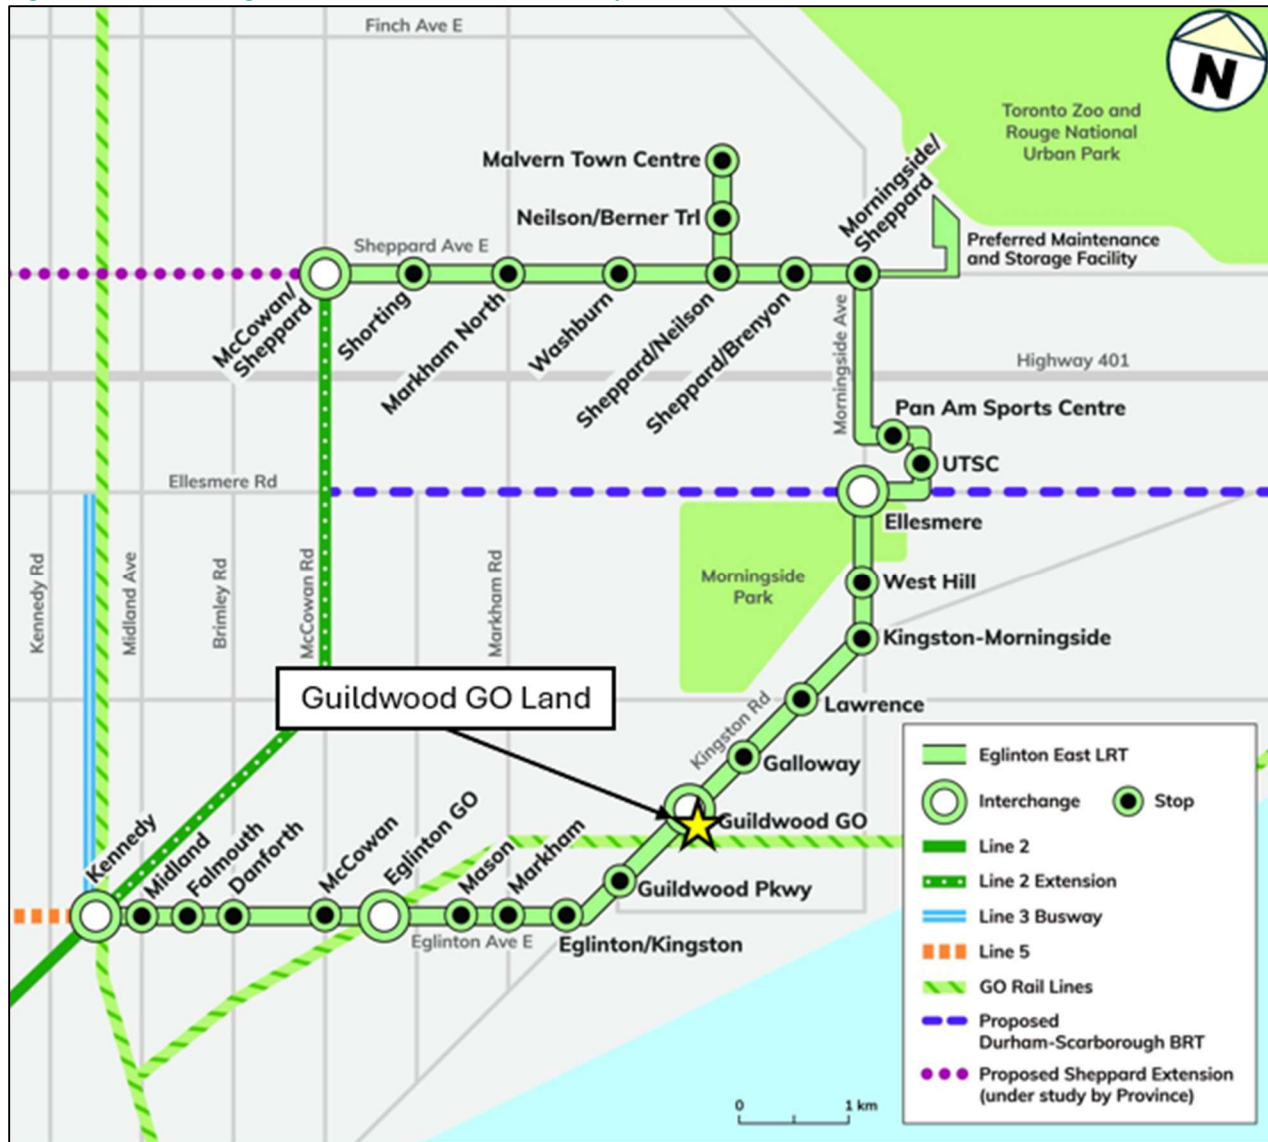 Finch Ave E
N
Toronto Zoo and
Rouge National
Urban Park
Malvern Town Centre
Neilson/Berner Trl
Morningside/
Sheppard
Sheppard Ave E
Preferred Maintenance
and Storage Facility
McCowan/
Sheppard
Shorting
Markham North
Washburn
Sheppard/Neilson
Sheppard/Brenyon
Morningside Ave
Highway 401
Pan Am Sports Centre
UTSC
Ellesmere Rd
Ellesmere
Kennedy Rd
Midland Ave
Brimley Rd
McCowan Rd
Markham Rd
Morningside
Park
West Hill
Kingston-Morningside
Guildwood GO Land
Kingston Rd
Lawrence
Galloway
Guildwood GO
Kennedy
Midland
Falmouth
Danforth
McCowan
Eglinton GO
Mason
Markham
Guildwood Pkwy
Eglinton Ave E
Eglinton/Kingston
Eglinton East LRT
Interchange
Stop
Line 2
Line 2 Extension
Line 3 Busway
Line 5
GO Rail Lines
Proposed
Durham-Scarborough BRT
Proposed Sheppard Extension
(under study by Province)
0 1 km